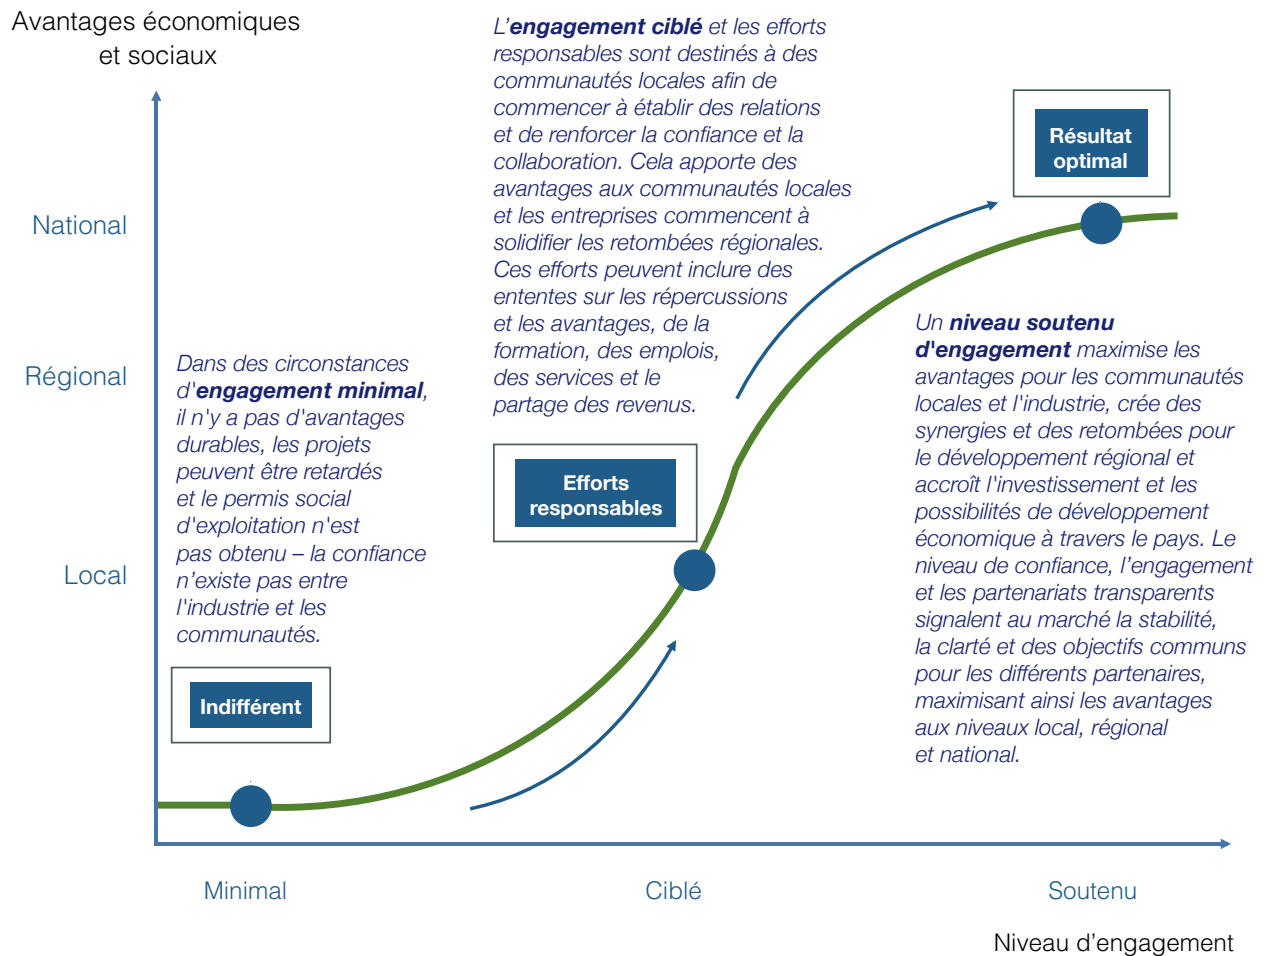 Avantages économiques
et sociaux
L’engagement ciblé et les efforts
responsables sont destinés à des
communautés locales afin de
commencer à établir des relations
et de renforcer la confiance et la
collaboration. Cela apporte des
avantages aux communautés locales
et les entreprises commencent à
solidifier les retombées régionales.
Ces efforts peuvent inclure des
ententes sur les répercussions
et les avantages, de la
formation, des emplois,
des services et le
partage des revenus.
Résultat
optimal
National
Régional
Local
Dans des circonstances
d'engagement minimal,
il n'y a pas d'avantages
durables, les projets
peuvent être retardés
et le permis social
d'exploitation n'est
pas obtenu – la confiance
n’existe pas entre
l'industrie et les
communautés.
Un niveau soutenu
d'engagement maximise les
avantages pour les communautés
locales et l'industrie, crée des
synergies et des retombées pour
le développement régional et
accroît l'investissement et les
possibilités de développement
économique à travers le pays. Le
niveau de confiance, l’engagement
et les partenariats transparents
signalent au marché la stabilité,
la clarté et des objectifs communs
pour les différents partenaires,
maximisant ainsi les avantages
aux niveaux local, régional
et national.
Efforts
responsables
Indifférent
Minimal
Ciblé
Soutenu
Niveau d’engagement